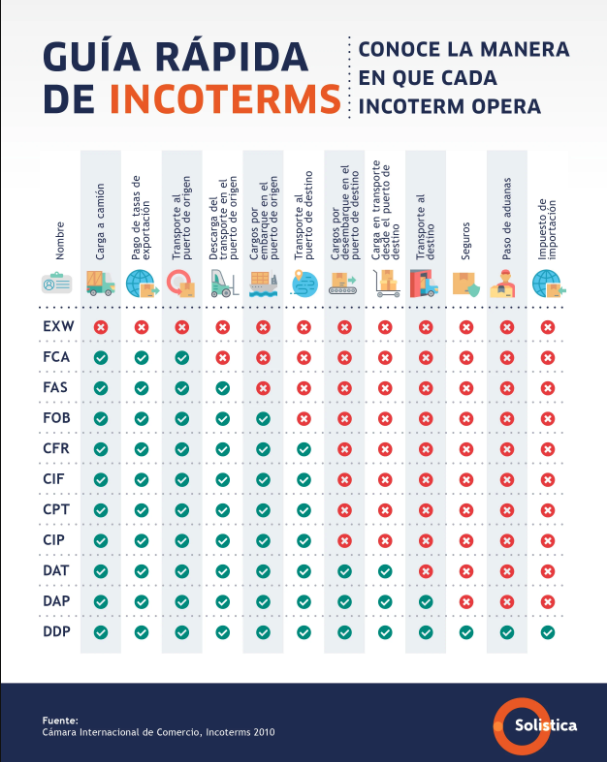 GUÍA RÁPIDA
DE INCOTERMS
CONOCE LA MANERA
EN QUE CADA
INCOTERM OPERA
Nombre
Carga a camión
Pago de tasas de
exportación
Transporte al
puerto de origen
Descarga del
transporte en el
puerto de origen
Cargos por
embarque en el
puerto de origen
Transporte al
puerto de destino
Cargos por
desembarque en el
puerto de destino
Carga en transporte
desde el puerto de
destino
Transporte al
destino
Seguros
Paso de aduanas
Impuesto de
importación
EXW
FCA
FAS
FOB
CFR
CIF
CPT
CIP
DAT
DAP
DDP
Fuente:
Cámara Internacional de Comercio, Incoterms 2010
Solistica